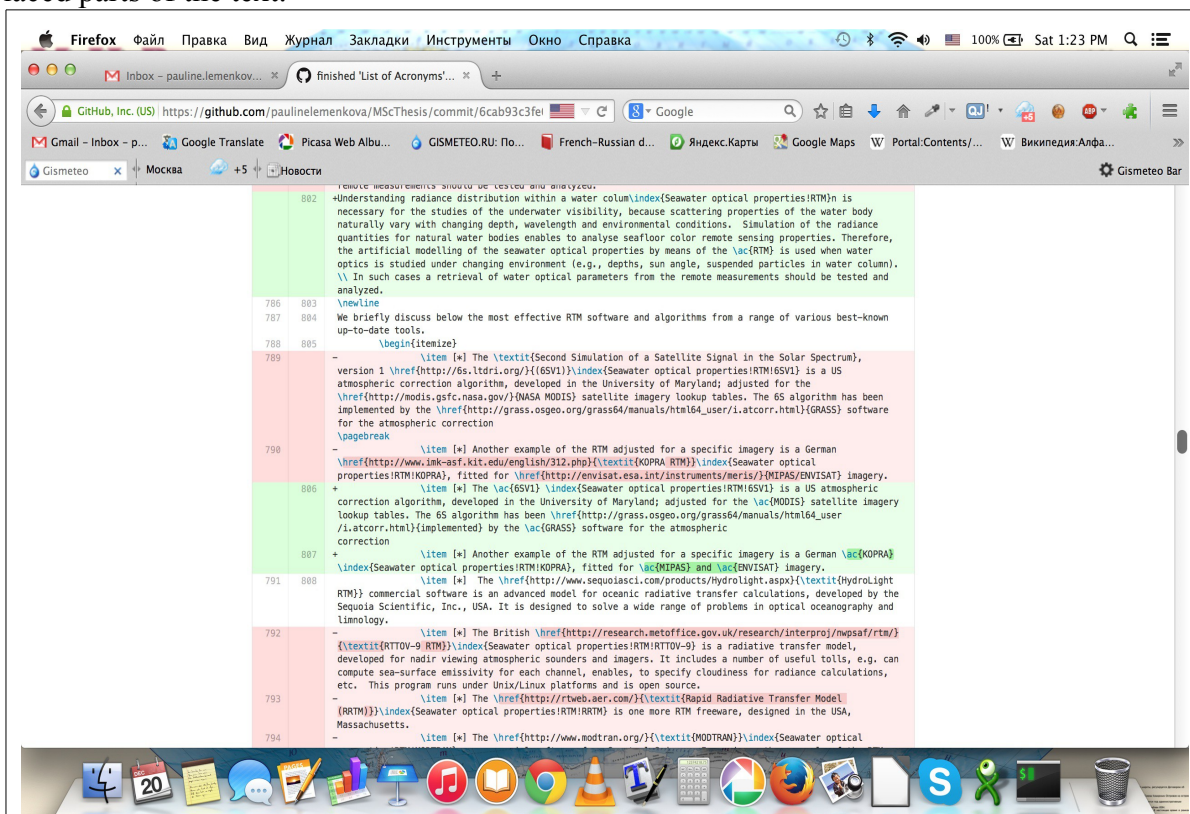 Firefox Файл Правка Вид Журнал Закладки Инструменты Окно Справка 100% Sat 1:23 PM
Inbox – pauline.lemenkov... × finished 'List of Acronyms'... × +
GitHub, Inc. (US) https://github.com/paulinelemenkova/MScThesis/commit/6cab93c3fe Google
Gmail – Inbox – p... Google Translate Picasa Web Albu... GISMETEO.RU: По... French–Russian d... Яндекс.Карты Google Maps Portal:Contents/... Википедия:Алфа...
Gismeteo × Москва +5 Новости Gismeteo Bar
remote measurements should be tested and analyzed.
802 +Understanding radiance distribution within a water colum\index{Seawater optical properties!RTM}n is
necessary for the studies of the underwater visibility, because scattering properties of the water body
naturally vary with changing depth, wavelength and environmental conditions. Simulation of the radiance
quantities for natural water bodies enables to analyse seafloor color remote sensing properties. Therefore,
the artificial modelling of the seawater optical properties by means of the \ac{RTM} is used when water
optics is studied under changing environment (e.g., depths, sun angle, suspended particles in water column).
\\ In such cases a retrieval of water optical parameters from the remote measurements should be tested and
analyzed.
786 803 \newline
787 804 We briefly discuss below the most effective RTM software and algorithms from a range of various best-known
up-to-date tools.
788 805 \begin{itemize}
789 - \item [*] The \textit{Second Simulation of a Satellite Signal in the Solar Spectrum},
version 1 \href{http://6s.ltdri.org/}{(6SV1)}\index{Seawater optical properties!RTM!6SV1} is a US
atmospheric correction algorithm, developed in the University of Maryland; adjusted for the
\href{http://modis.gsfc.nasa.gov/}{NASA MODIS} satellite imagery lookup tables. The 6S algorithm has been
implemented by the \href{http://grass.osgeo.org/grass64/manuals/html64_user/i.atcorr.html}{GRASS} software
for the atmospheric correction
\pagebreak
790 - \item [*] Another example of the RTM adjusted for a specific imagery is a German
\href{http://www.imk-asf.kit.edu/english/312.php}{\textit{KOPRA RTM}}\index{Seawater optical
properties!RTM!KOPRA}, fitted for \href{http://envisat.esa.int/instruments/meris/}{MIPAS/ENVISAT} imagery.
806 + \item [*] The \ac{6SV1} \index{Seawater optical properties!RTM!6SV1} is a US atmospheric
correction algorithm, developed in the University of Maryland; adjusted for the \ac{MODIS} satellite imagery
lookup tables. The 6S algorithm has been \href{http://grass.osgeo.org/grass64/manuals/html64_user
/i.atcorr.html}{implemented} by the \ac{GRASS} software for the atmospheric
correction
807 + \item [*] Another example of the RTM adjusted for a specific imagery is a German \ac{KOPRA}
\index{Seawater optical properties!RTM!KOPRA}, fitted for \ac{MIPAS} and \ac{ENVISAT} imagery.
791 808 \item [*] The \href{http://www.sequoiasci.com/products/Hydrolight.aspx}{\textit{HydroLight
RTM}} commercial software is an advanced model for oceanic radiative transfer calculations, developed by the
Sequoia Scientific, Inc., USA. It is designed to solve a wide range of problems in optical oceanography and
limnology.
792 - \item [*] The British \href{http://research.metoffice.gov.uk/research/interproj/nwpsaf/rtm/}
{\textit{RTTOV-9 RTM}}\index{Seawater optical properties!RTM!RTTOV-9} is a radiative transfer model,
developed for nadir viewing atmospheric sounders and imagers. It includes a number of useful tolls, e.g. can
compute sea-surface emissivity for each channel, enables, to specify cloudiness for radiance calculations,
etc. This program runs under Unix/Linux platforms and is open source.
793 - \item [*] The \href{http://rtweb.aer.com/}{\textit{Rapid Radiative Transfer Model
(RRTM)}}\index{Seawater optical properties!RTM!RRTM} is one more RTM freeware, designed in the USA,
Massachusetts.
794 - \item [*] The \href{http://www.modtran.org/}{\textit{MODTRAN}}\index{Seawater optical
DEC
20
PAGES